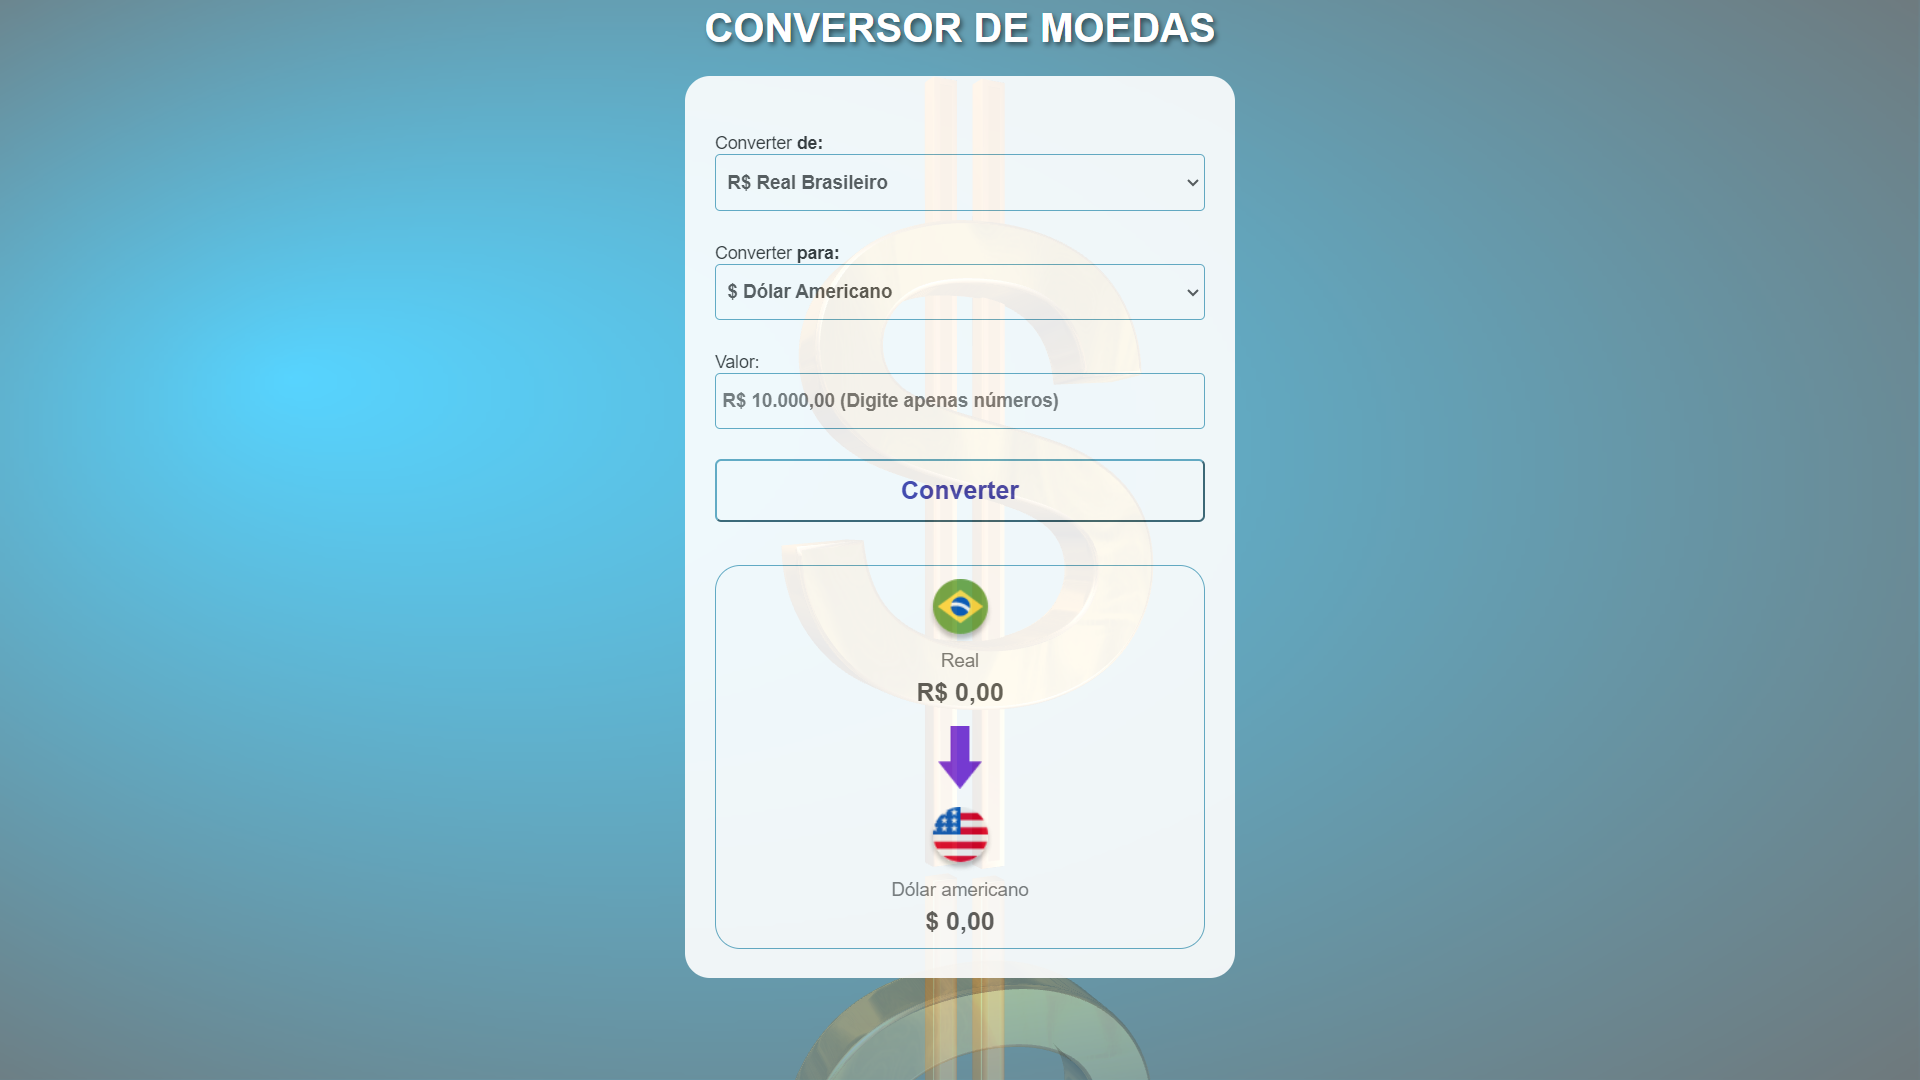 CONVERSOR DE MOEDAS
Converter de:
R$ Real Brasileiro
Converter para:
$ Dólar Americano
Valor:
R$ 10.000,00 (Digite apenas números)
Converter
Real
R$ 0,00
Dólar americano
$ 0,00